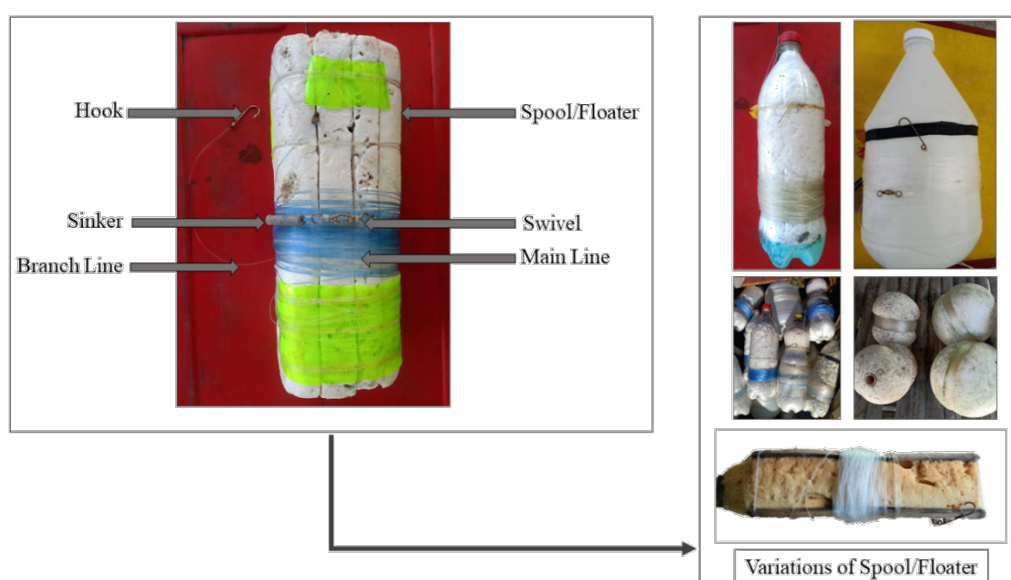 Hook
Spool/Floater
Sinker
Swivel
Branch Line
Main Line
Variations of Spool/Floater